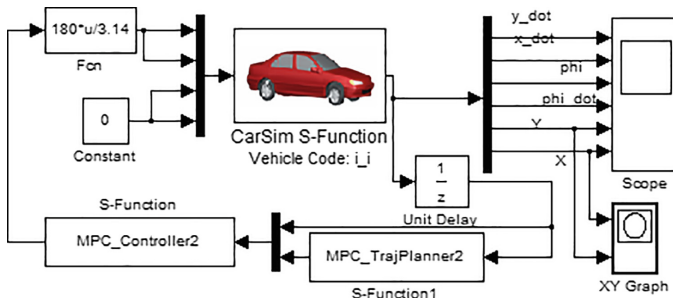 180*u/3.14
Fcn
0
Constant
CarSim S-Function
Vehicle Code: i_i
y_dot
x_dot
phi
phi_dot
Y
X
Scope
1
z
Unit Delay
S-Function
MPC_Controller2
MPC_TrajPlanner2
S-Function1
XY Graph